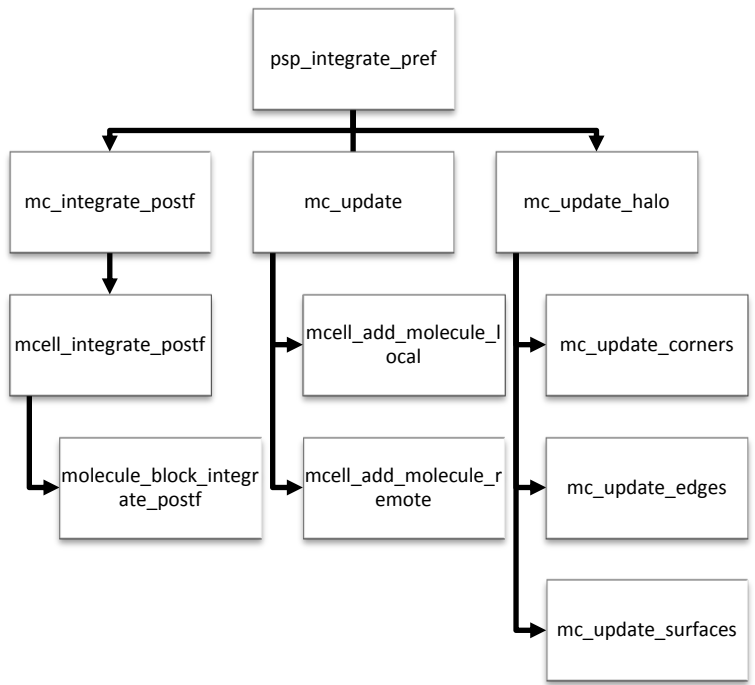 psp_integrate_pref
mc_integrate_postf
mc_update
mc_update_halo
mcell_integrate_postf
mcell_add_molecule_l
ocal
mc_update_corners
molecule_block_integr
ate_postf
mcell_add_molecule_r
emote
mc_update_edges
mc_update_surfaces